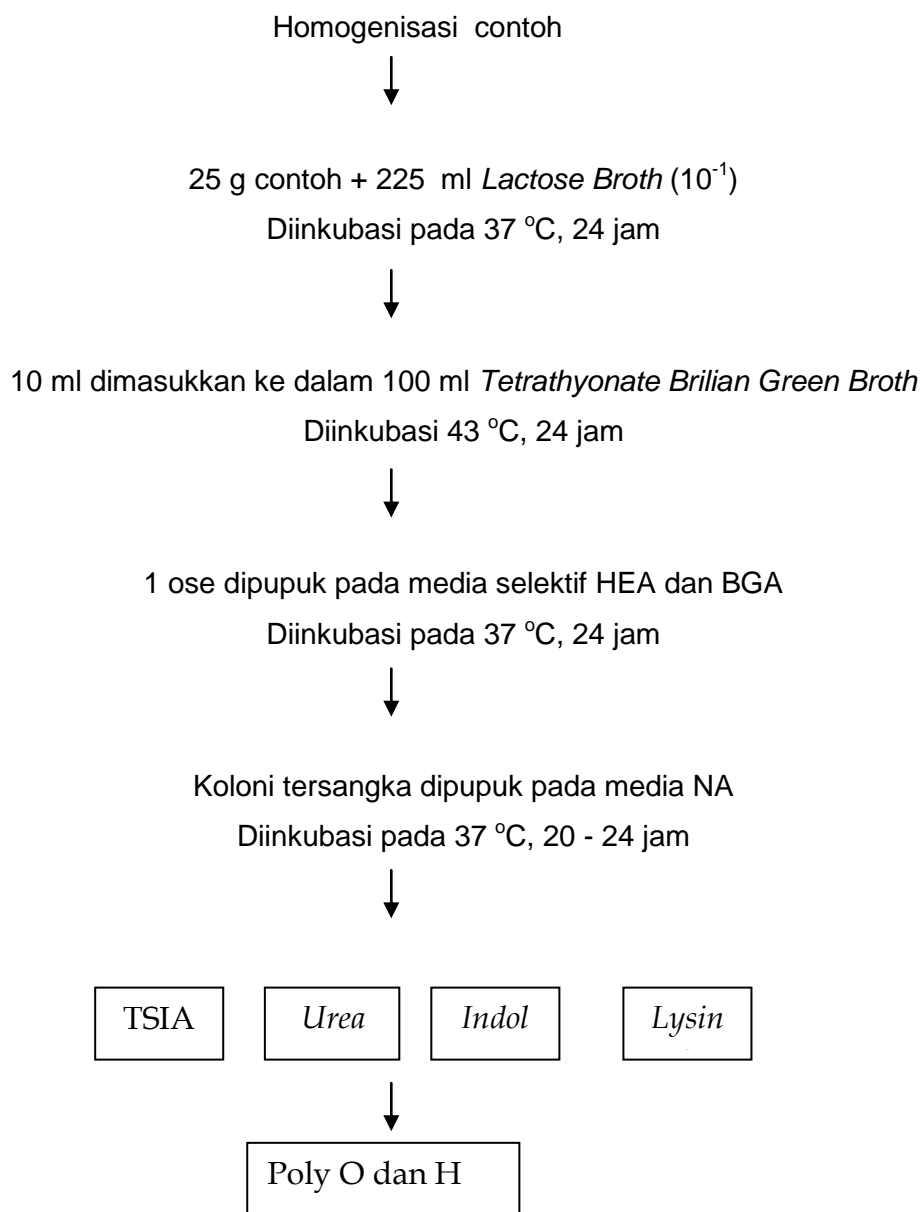 Homogenisasi contoh
25 g contoh + 225 ml Lactose Broth (10⁻¹)
Diinkubasi pada 37 ᵒC, 24 jam
10 ml dimasukkan ke dalam 100 ml Tetrathyonate Brilian Green Broth
Diinkubasi 43 ᵒC, 24 jam
1 ose dipupuk pada media selektif HEA dan BGA
Diinkubasi pada 37 ᵒC, 24 jam
Koloni tersangka dipupuk pada media NA
Diinkubasi pada 37 ᵒC, 20 - 24 jam
TSIA Urea Indol Lysin
Poly O dan H